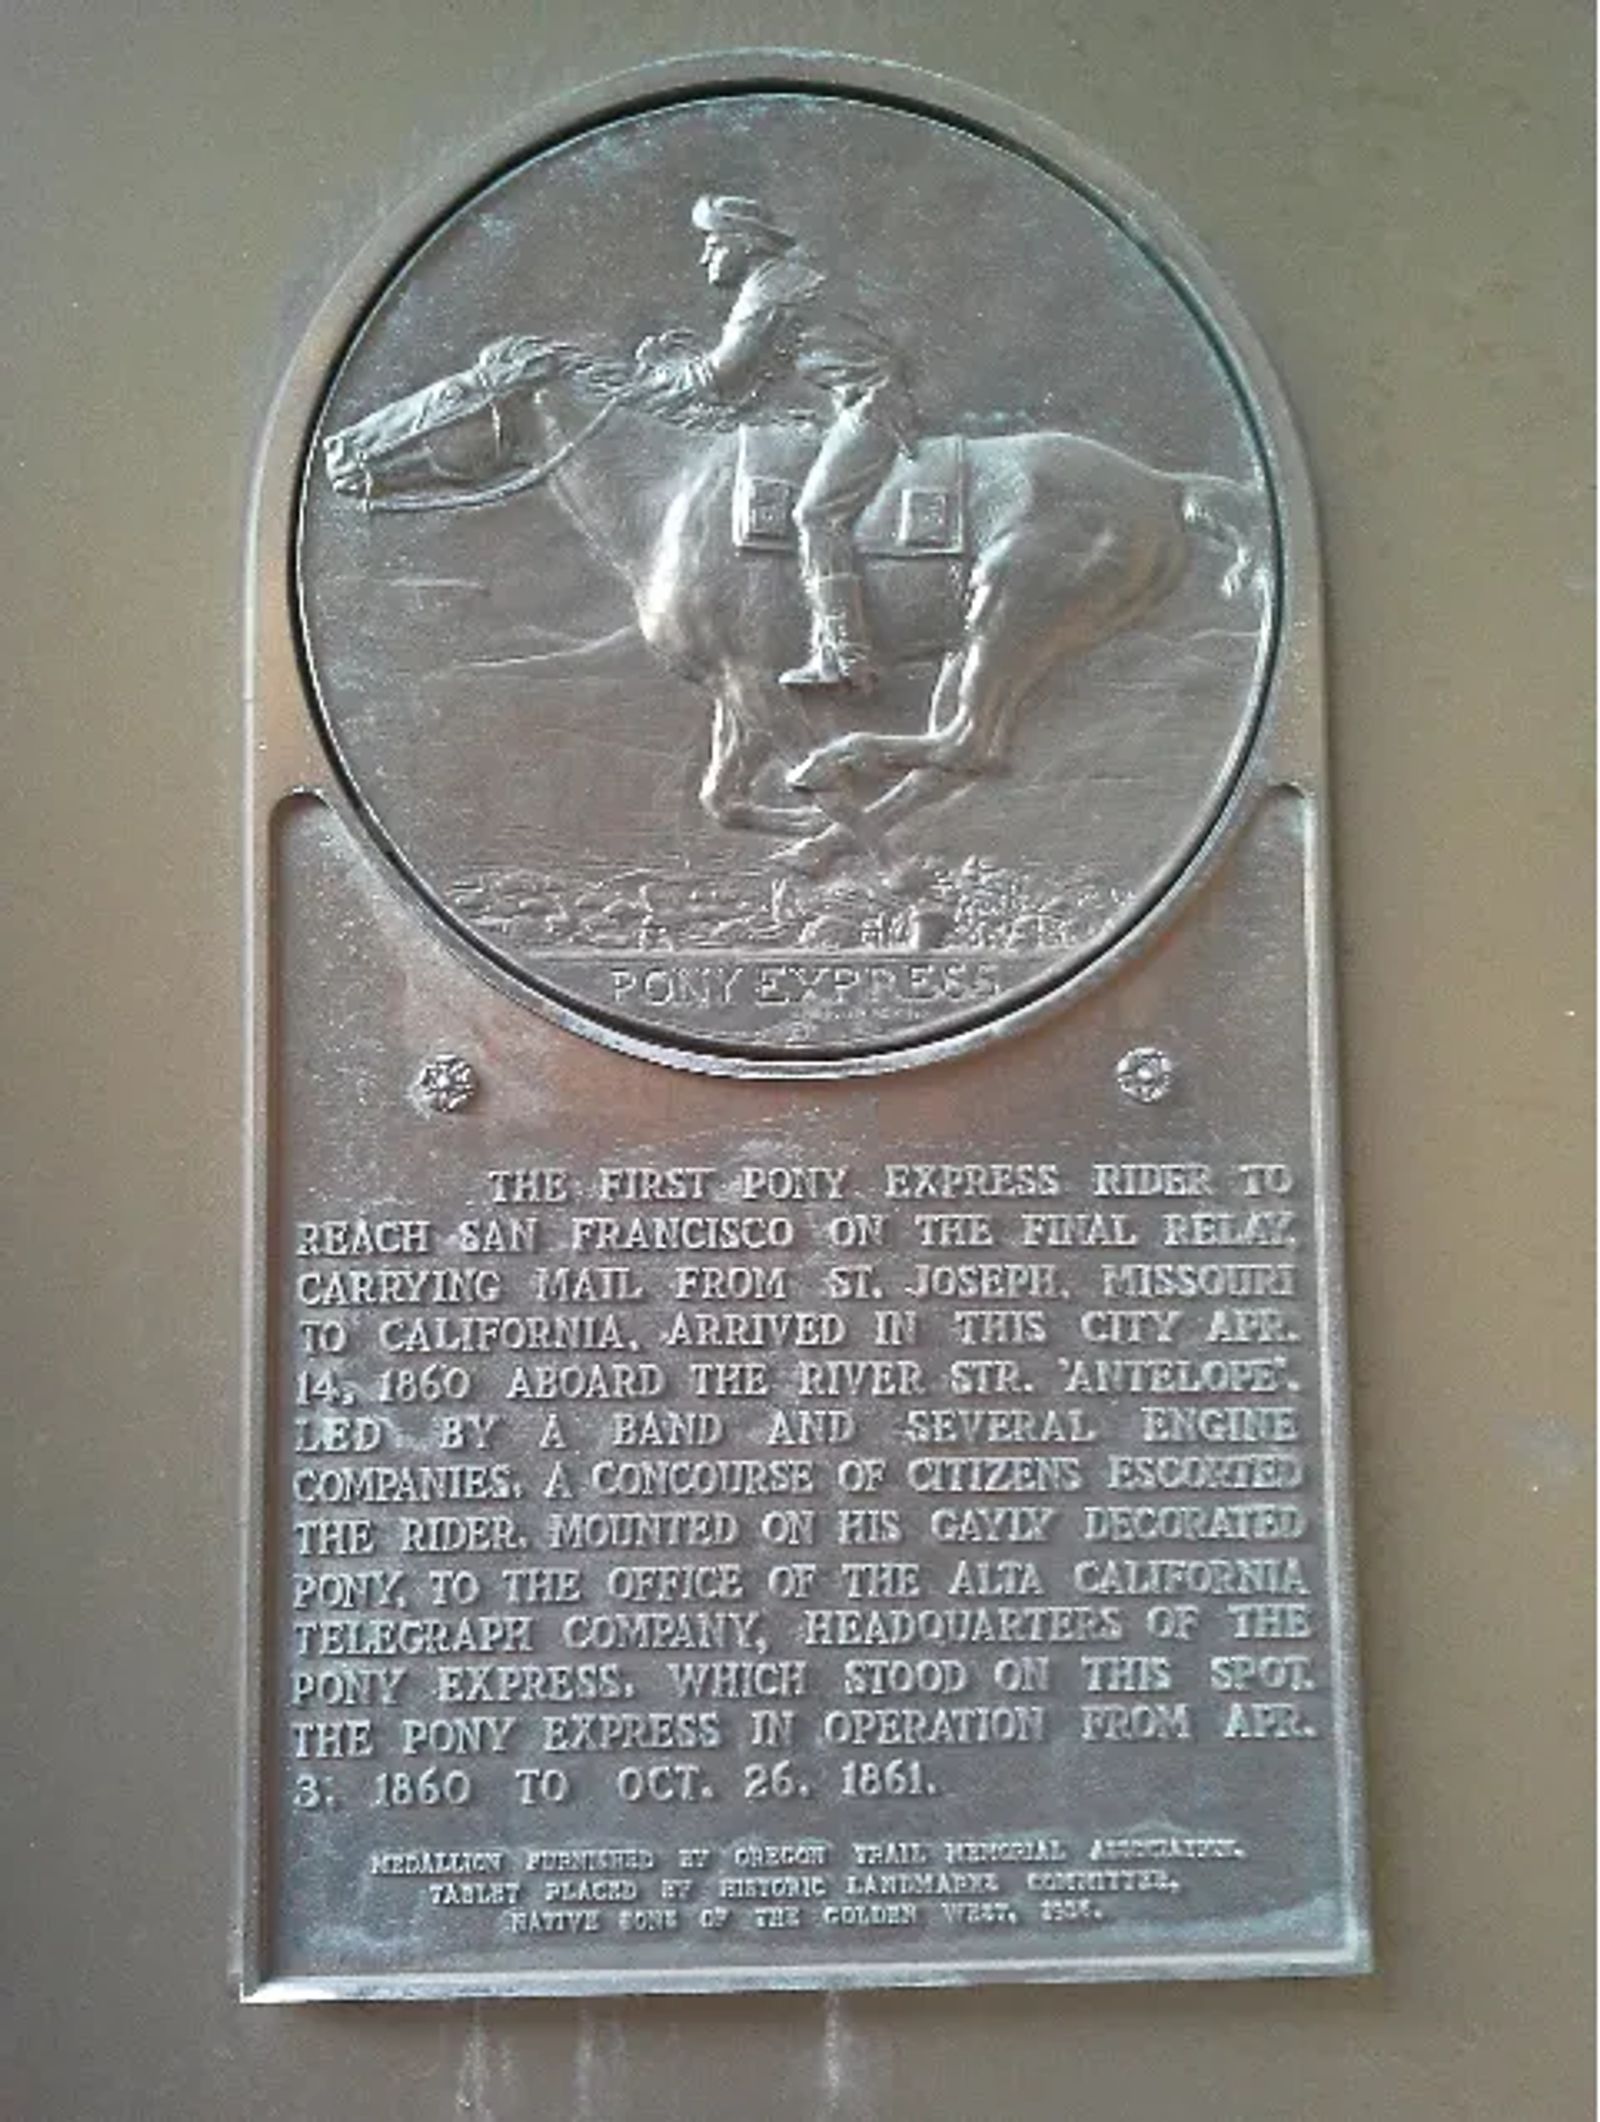 PONY EXPRESS
THE FIRST PONY EXPRESS RIDER TO
REACH SAN FRANCISCO ON THE FINAL RELAY,
CARRYING MAIL FROM ST. JOSEPH, MISSOURI
TO CALIFORNIA, ARRIVED IN THIS CITY APR.
14, 1860 ABOARD THE RIVER STR. 'ANTELOPE'.
LED BY A BAND AND SEVERAL ENGINE
COMPANIES, A CONCOURSE OF CITIZENS ESCORTED
THE RIDER, MOUNTED ON HIS GAYLY DECORATED
PONY, TO THE OFFICE OF THE ALTA CALIFORNIA
TELEGRAPH COMPANY, HEADQUARTERS OF THE
PONY EXPRESS, WHICH STOOD ON THIS SPOT.
THE PONY EXPRESS IN OPERATION FROM APR.
3, 1860 TO OCT. 26, 1861.
MEDALLION FURNISHED BY OREGON TRAIL MEMORIAL ASSOCIATION.
TABLET PLACED BY HISTORIC LANDMARKS COMMITTEE,
NATIVE SONS OF THE GOLDEN WEST,